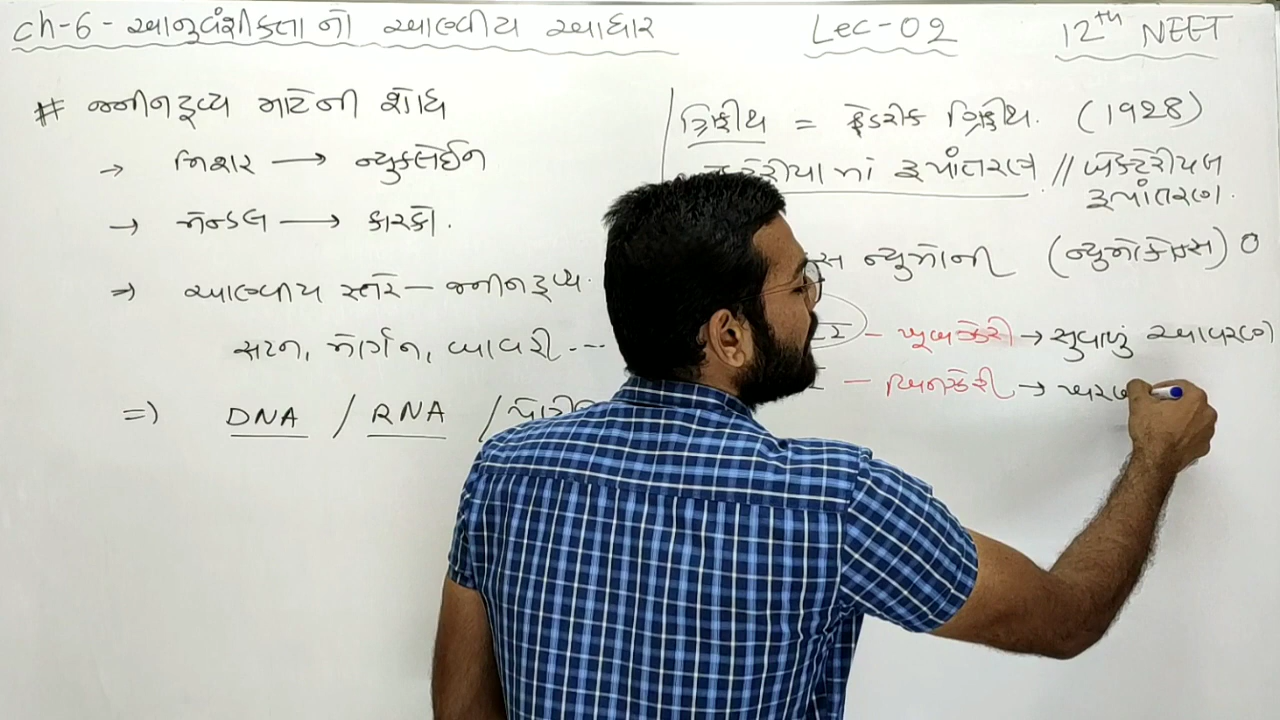 ch-6 - આનુવંશીકતા નો આણ્વીય આધાર Lec-02 12th NEET
# જનીનદ્રવ્ય માટેની શોધ
→ મિશર → ન્યુક્લેઈન
→ મેન્ડલ → કારકો.
⇒ આણ્વીય સ્તરે - જનીનદ્રવ્ય
સટન, મોર્ગન, બાવરી ---
⇒ DNA / RNA /
ગ્રિફીથ = ફ્રેડરીક ગ્રિફીથ. (1928)
માં રૂપાંતરણ // બેક્ટેરીયલ રૂપાંતરણ.
ન્યુમોની (ન્યુમોકોક્સ)
→ સુવાળું આવરણ
→